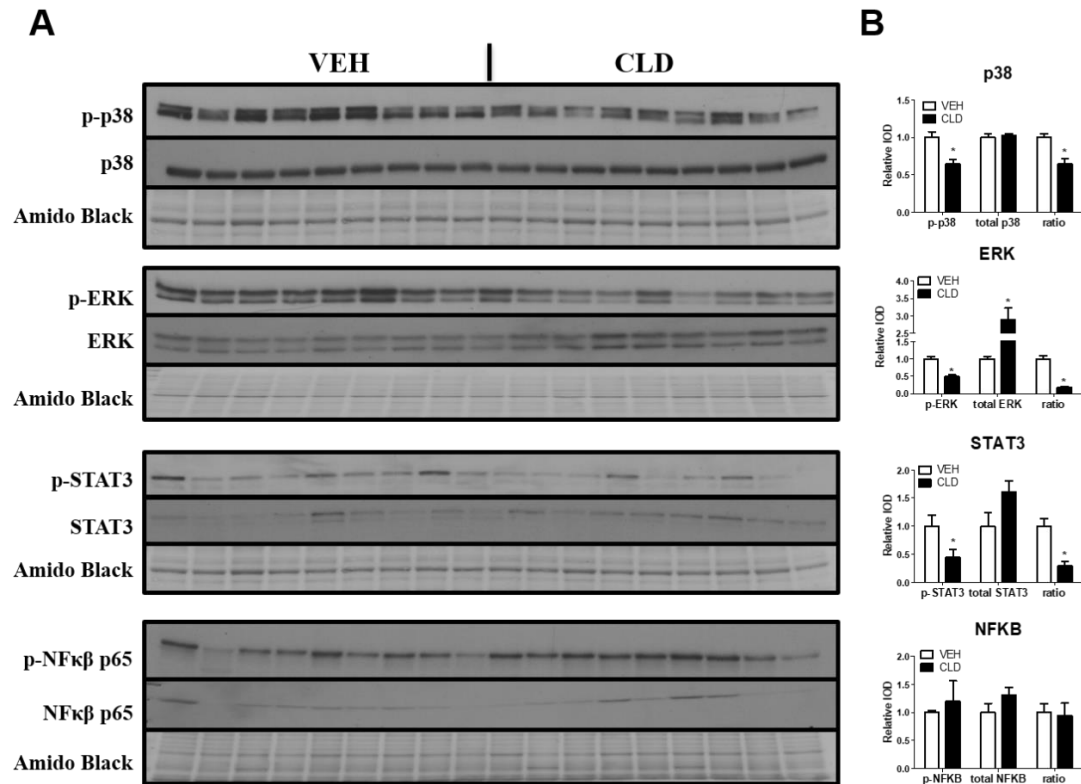 A
VEH
CLD
p-p38
p38
Amido Black
p-ERK
ERK
Amido Black
p-STAT3
STAT3
Amido Black
p-NFκβ p65
NFκβ p65
Amido Black
B
p38
VEH
CLD
Relative IOD
1.5
1.0
0.5
0.0
*
*
p-p38 total p38 ratio
ERK
VEH
CLD
Relative IOD
4.0
3.5
3.0
2.5
1.0
0.5
0.0
*
*
*
p-ERK total ERK ratio
STAT3
VEH
CLD
Relative IOD
2.0
1.5
1.0
0.5
0.0
*
*
p-STAT3 total STAT3 ratio
NFKB
VEH
CLD
Relative IOD
2.0
1.5
1.0
0.5
0.0
p-NFKB total NFKB ratio